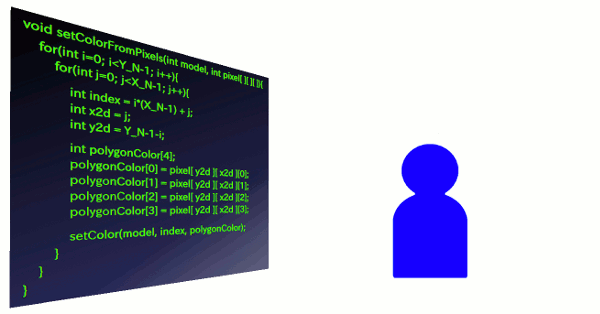 void setColorFromPixels(int model, int pixel[ ][ ][ ]){
for(int i=0; i<Y_N-1; i++){
for(int j=0; j<X_N-1; j++){
int index = i*(X_N-1) + j;
int x2d = j;
int y2d = Y_N-1-i;
int polygonColor[4];
polygonColor[0] = pixel[ y2d ][ x2d ][0];
polygonColor[1] = pixel[ y2d ][ x2d ][1];
polygonColor[2] = pixel[ y2d ][ x2d ][2];
polygonColor[3] = pixel[ y2d ][ x2d ][3];
setColor(model, index, polygonColor);
}
}
}